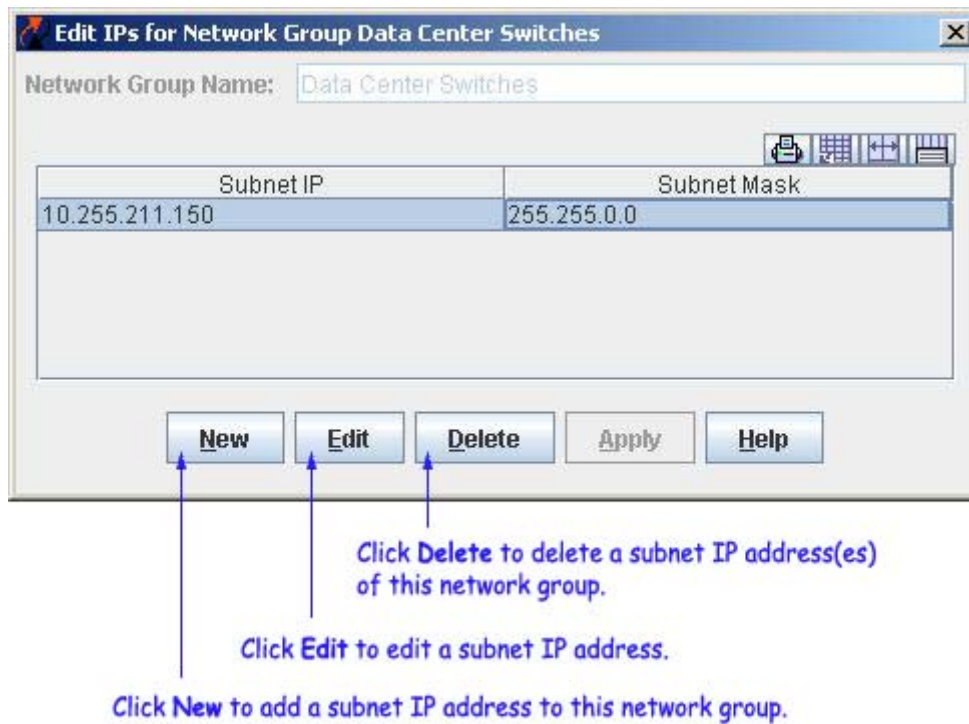 Edit IPs for Network Group Data Center Switches
Network Group Name: Data Center Switches
Subnet IP Subnet Mask
10.255.211.150 255.255.0.0
New Edit Delete Apply Help
Click Delete to delete a subnet IP address(es)
of this network group.
Click Edit to edit a subnet IP address.
Click New to add a subnet IP address to this network group.